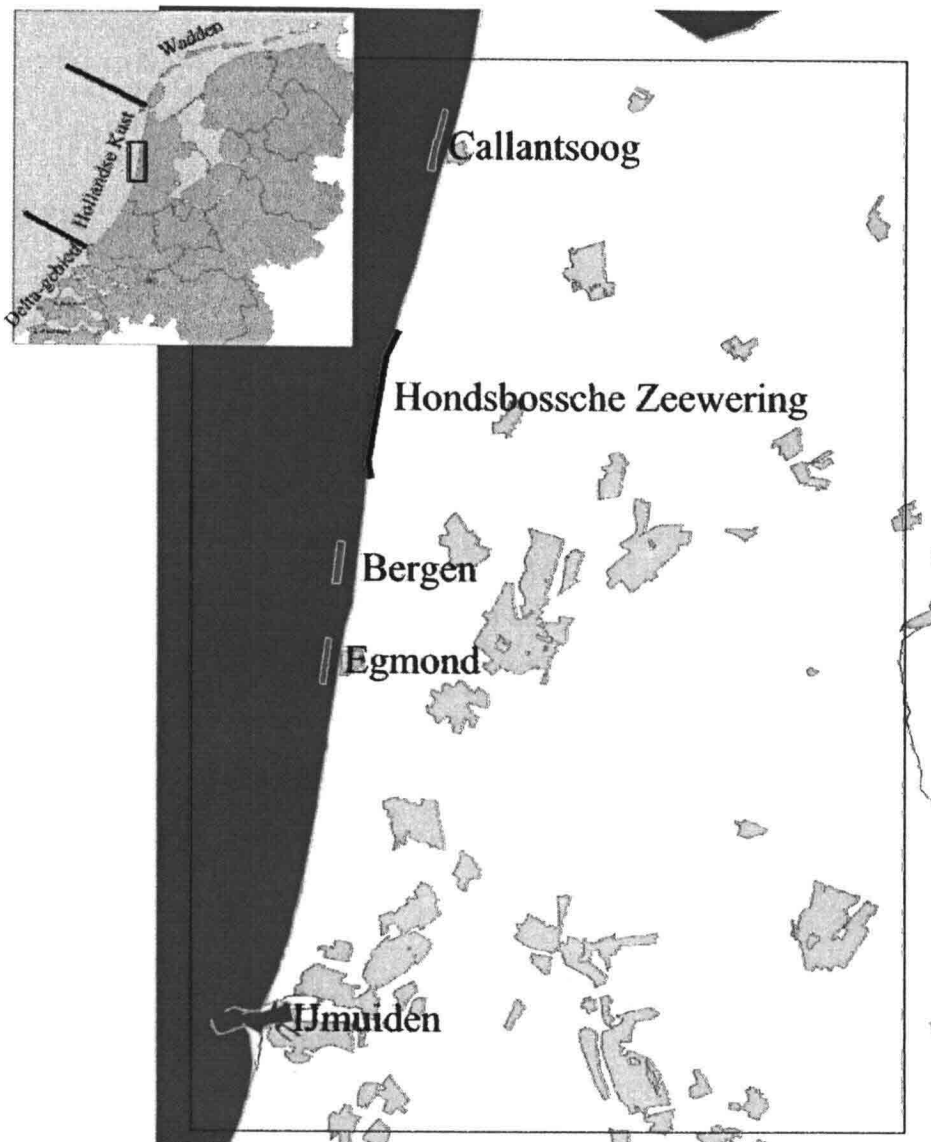 Wadden
Hollandse Kust
Delta-gebied
Callantsoog
Hondsbossche Zeewering
Bergen
Egmond
IJmuiden